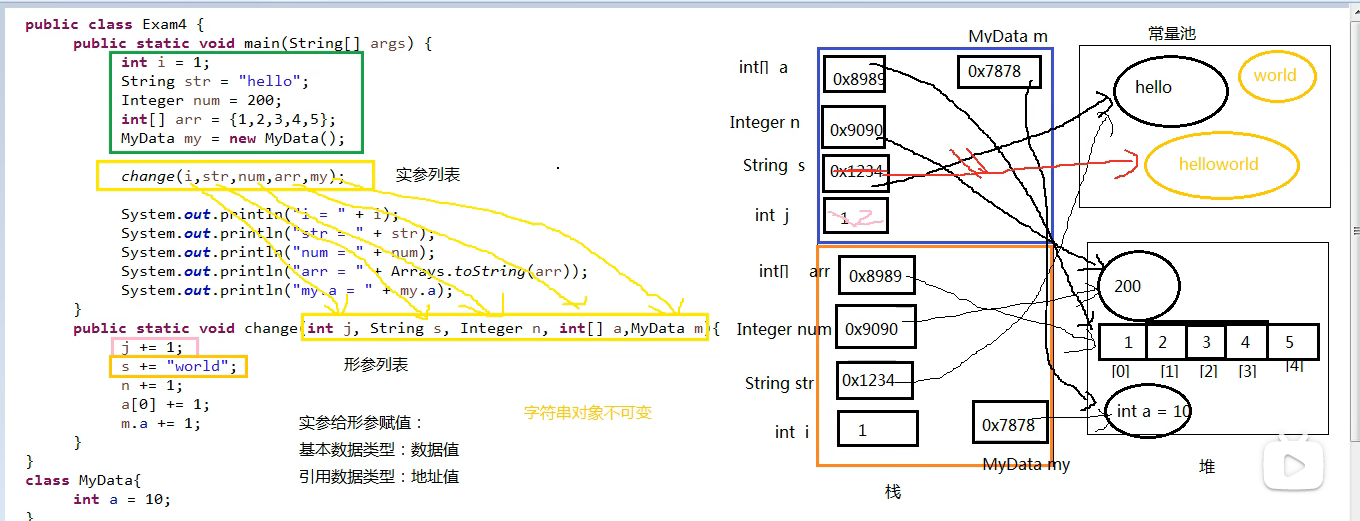 public class Exam4 {
public static void main(String[] args) {
int i = 1;
String str = "hello";
Integer num = 200;
int[] arr = {1,2,3,4,5};
MyData my = new MyData();
change(i,str,num,arr,my);
实参列表
System.out.println("i = " + i);
System.out.println("str = " + str);
System.out.println("num = " + num);
System.out.println("arr = " + Arrays.toString(arr));
System.out.println("my.a = " + my.a);
}
public static void change(int j, String s, Integer n, int[] a,MyData m){
j += 1;
s += "world";
n += 1;
a[0] += 1;
m.a += 1;
}
}
class MyData{
int a = 10;
}
形参列表
实参给形参赋值：
基本数据类型：数据值
引用数据类型：地址值
字符串对象不可变
MyData m
int[] a
0x8989
0x7878
Integer n
0x9090
String s
0x1234
int j
1 2
int[] arr
0x8989
Integer num
0x9090
String str
0x1234
int i
1
0x7878
MyData my
栈
常量池
hello
world
helloworld
200
1 2 3 4 5
[0] [1] [2] [3] [4]
int a = 10
堆